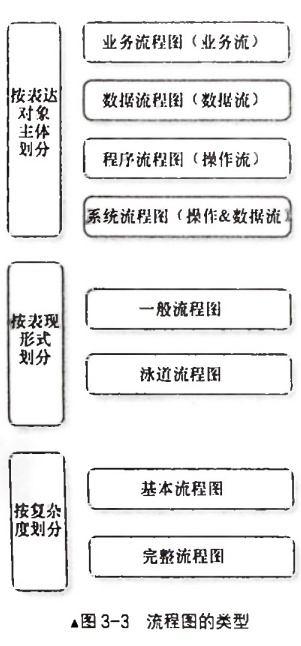 按表达
对象
主体
划分
业务流程图（业务流）
数据流程图（数据流）
程序流程图（操作流）
系统流程图（操作&数据流）
按表现
形式
划分
一般流程图
泳道流程图
按复杂
度划分
基本流程图
完整流程图
▲图3-3 流程图的类型